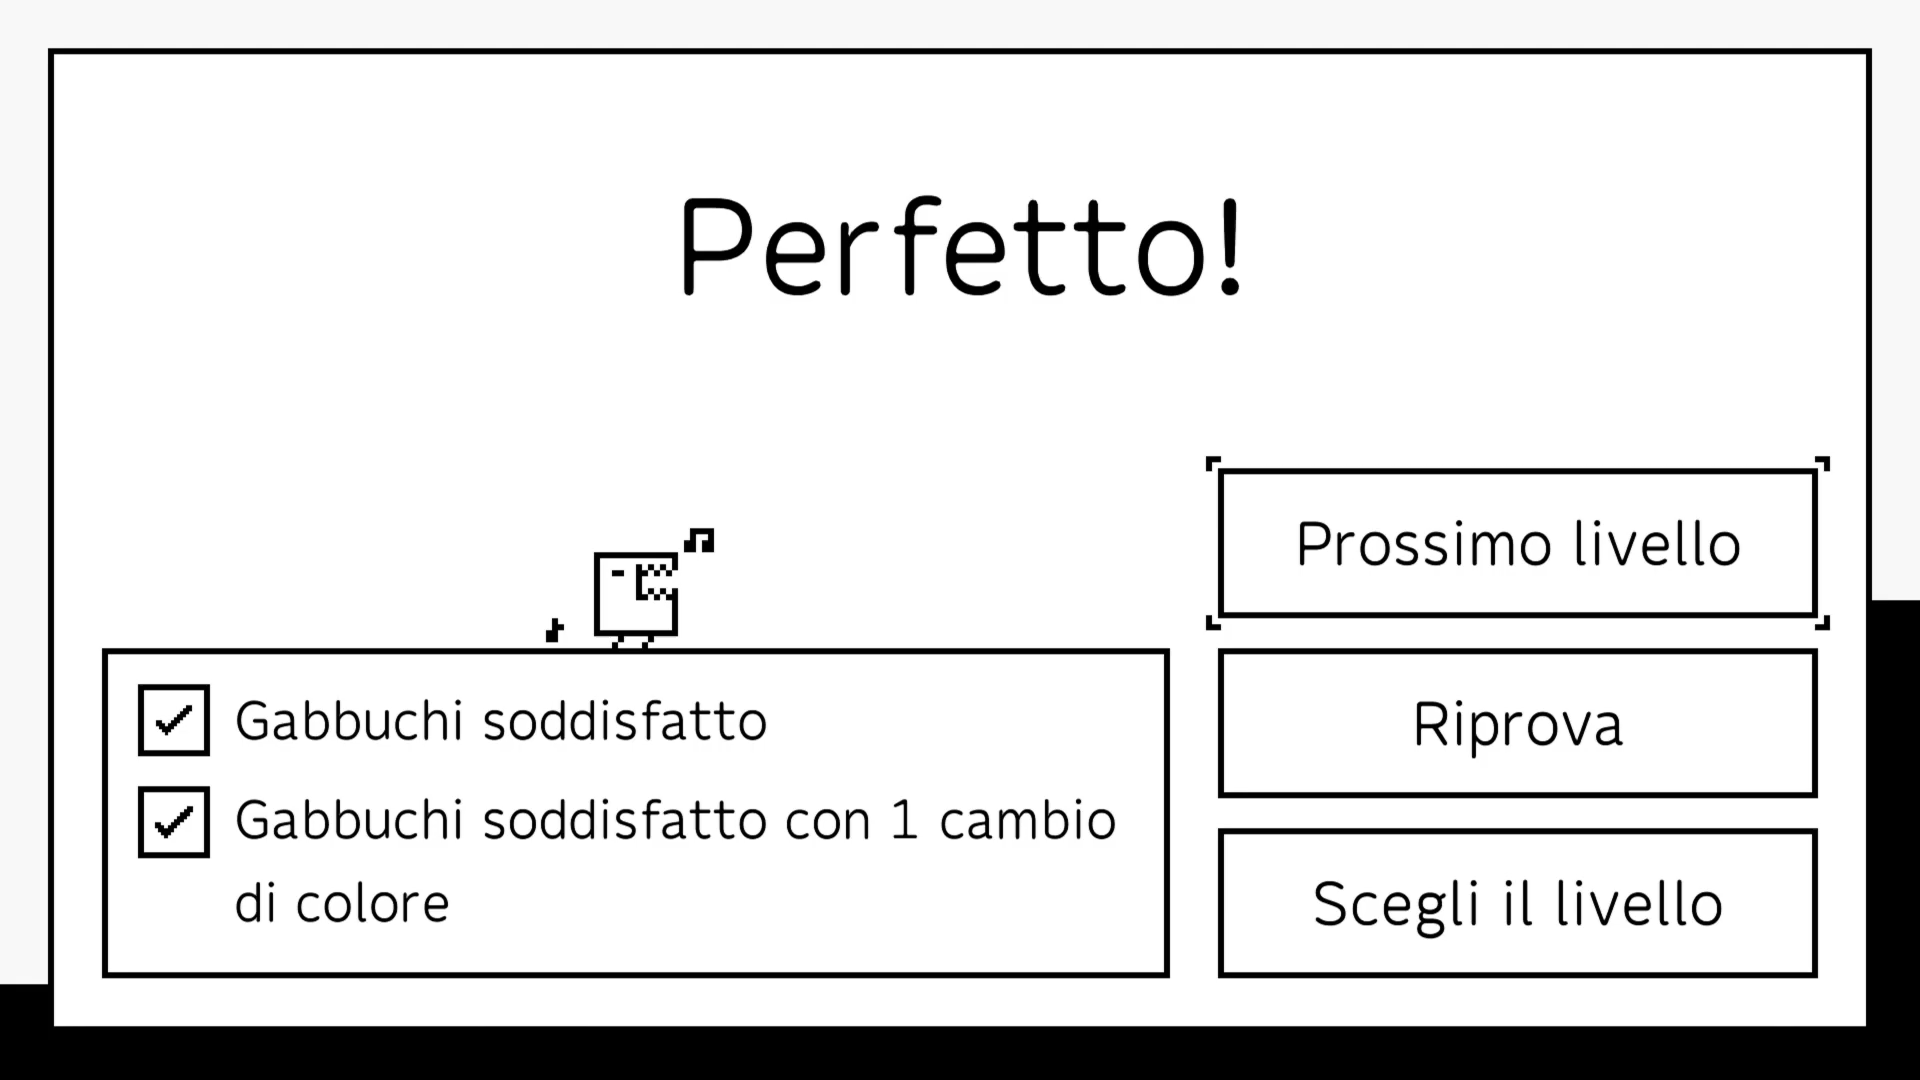 Perfetto!
Gabbuchi soddisfatto
Gabbuchi soddisfatto con 1 cambio
di colore
Prossimo livello
Riprova
Scegli il livello